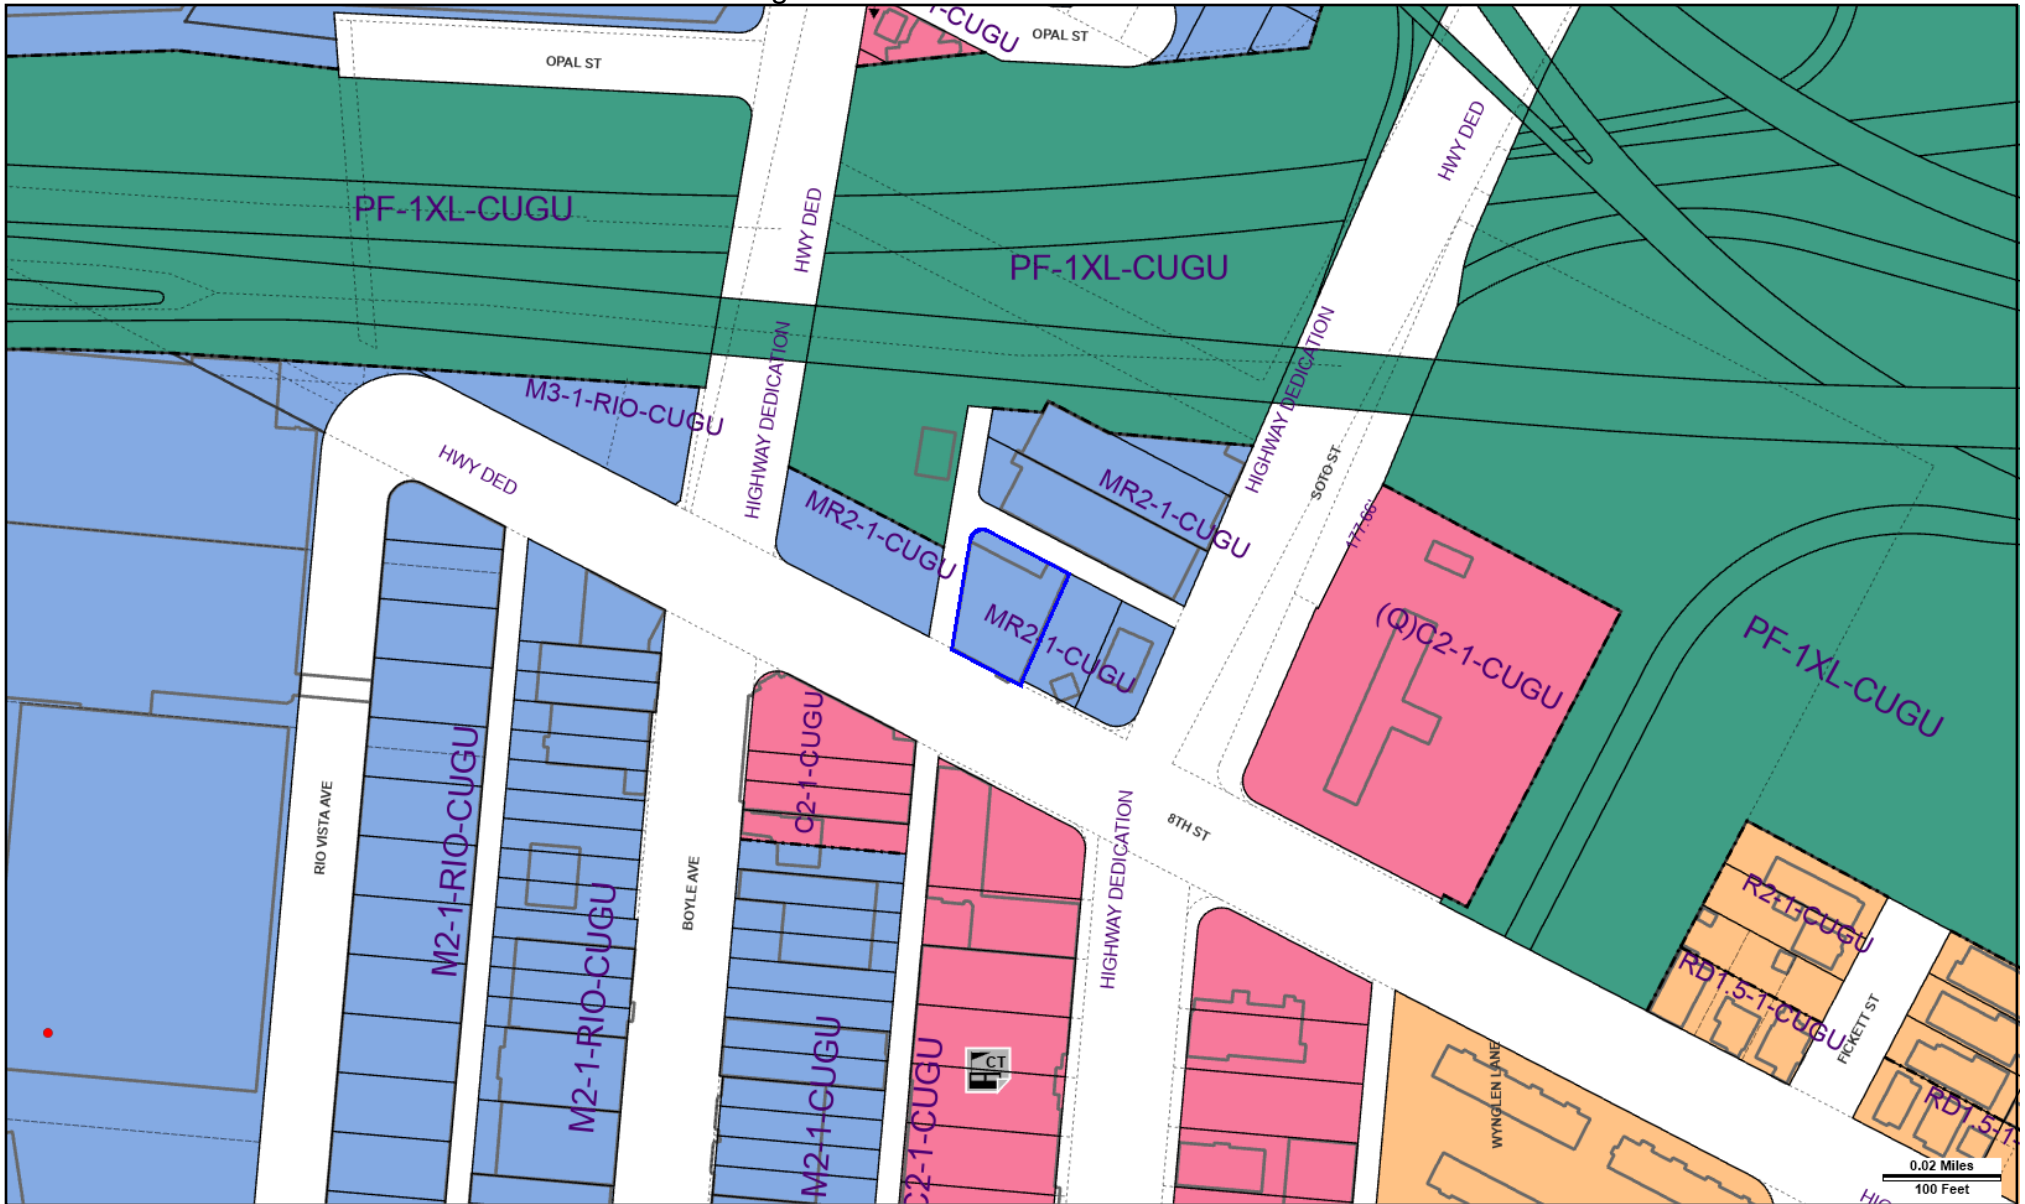 OPAL ST
-CUGU
OPAL ST
HWY DED
HWY DED
PF-1XL-CUGU
PF-1XL-CUGU
HIGHWAY DEDICATION
HIGHWAY DEDICATION
M3-1-RIO-CUGU
HWY DED
MR2-1-CUGU
MR2-1-CUGU
SOTO ST
177.66'
MR2-1-CUGU
(Q)C2-1-CUGU
PF-1XL-CUGU
C2-1-CUGU
RIO VISTA AVE
M2-1-RIO-CUGU
BOYLE AVE
HIGHWAY DEDICATION
8TH ST
R2-1-CUGU
M2-1-RIO-CUGU
RD1.5-1-CUGU
FICKETT ST
M2-1-CUGU
C2-1-CUGU
CT
WYNGLEN LANE
RD1.5-1-
0.02 Miles
100 Feet
HIG